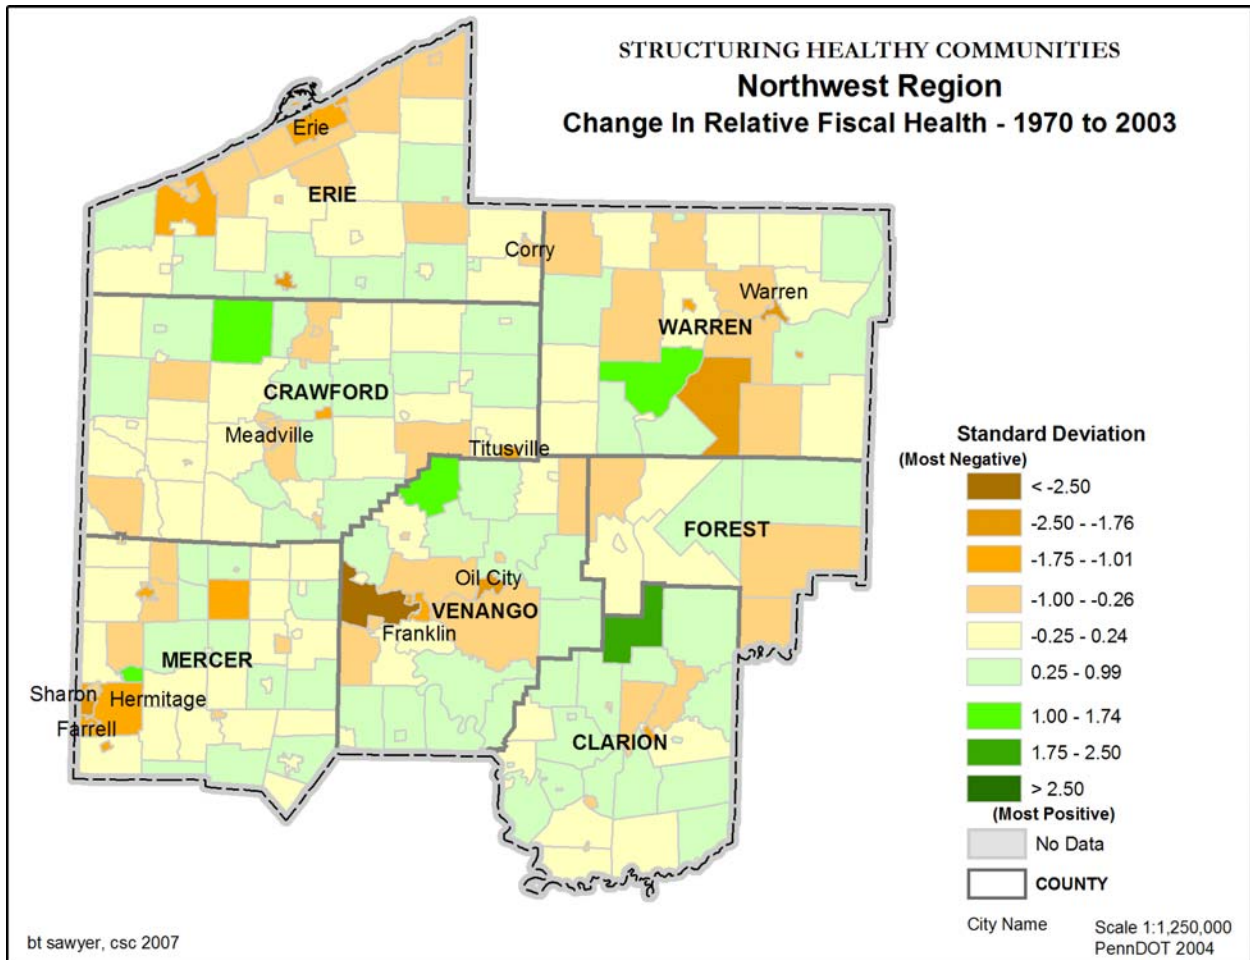 STRUCTURING HEALTHY COMMUNITIES
Northwest Region
Change In Relative Fiscal Health - 1970 to 2003
Erie
ERIE
Corry
Warren
WARREN
CRAWFORD
Meadville
Titusville
FOREST
Oil City
VENANGO
Franklin
MERCER
Sharon
Hermitage
Farrell
CLARION
Standard Deviation
(Most Negative)
< -2.50
-2.50 - -1.76
-1.75 - -1.01
-1.00 - -0.26
-0.25 - 0.24
0.25 - 0.99
1.00 - 1.74
1.75 - 2.50
> 2.50
(Most Positive)
No Data
COUNTY
City Name
Scale 1:1,250,000
PennDOT 2004
bt sawyer, csc 2007